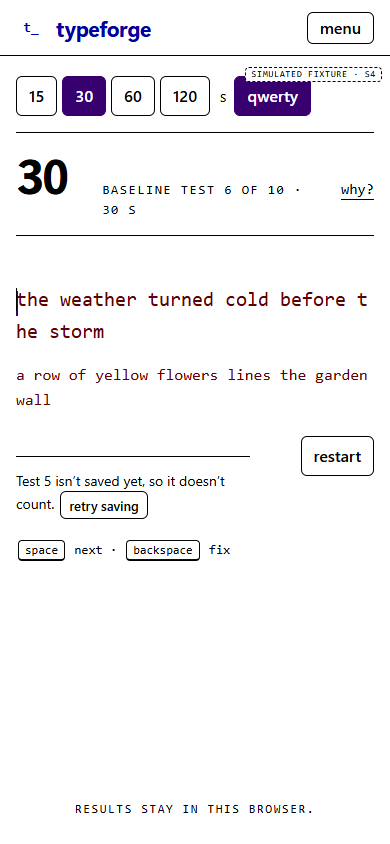 t_ typeforge menu
SIMULATED FIXTURE · S4
15 30 60 120 s qwerty
30 BASELINE TEST 6 OF 10 · why?
30 S
the weather turned cold before t
he storm
a row of yellow flowers lines the garden
wall
restart
Test 5 isn’t saved yet, so it doesn’t
count. retry saving
space next · backspace fix
RESULTS STAY IN THIS BROWSER.